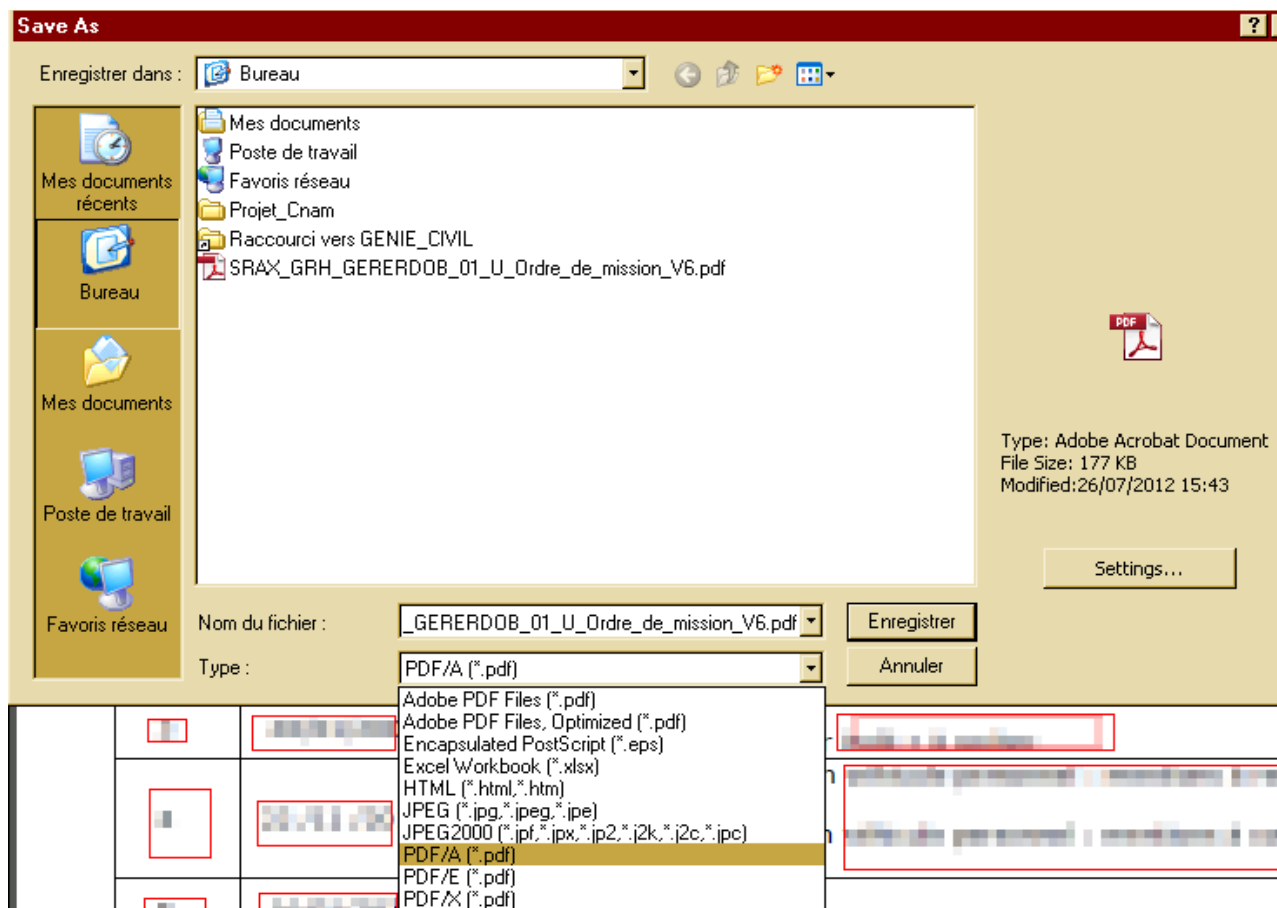 Save As
?
Enregistrer dans :
Bureau
Mes documents récents
Bureau
Mes documents
Poste de travail
Favoris réseau
Mes documents
Poste de travail
Favoris réseau
Projet_Cnam
Raccourci vers GENIE_CIVIL
SRAX_GRH_GERERDOB_01_U_Ordre_de_mission_V6.pdf
PDF
Type: Adobe Acrobat Document
File Size: 177 KB
Modified:26/07/2012 15:43
Settings...
Nom du fichier :
_GERERDOB_01_U_Ordre_de_mission_V6.pdf
Enregistrer
Type :
PDF/A (*.pdf)
Annuler
Adobe PDF Files (*.pdf)
Adobe PDF Files, Optimized (*.pdf)
Encapsulated PostScript (*.eps)
Excel Workbook (*.xlsx)
HTML (*.html,*.htm)
JPEG (*.jpg,*.jpeg,*.jpe)
JPEG2000 (*.jpf,*.jpx,*.jp2,*.j2k,*.j2c,*.jpc)
PDF/A (*.pdf)
PDF/E (*.pdf)
PDF/X (*.pdf)